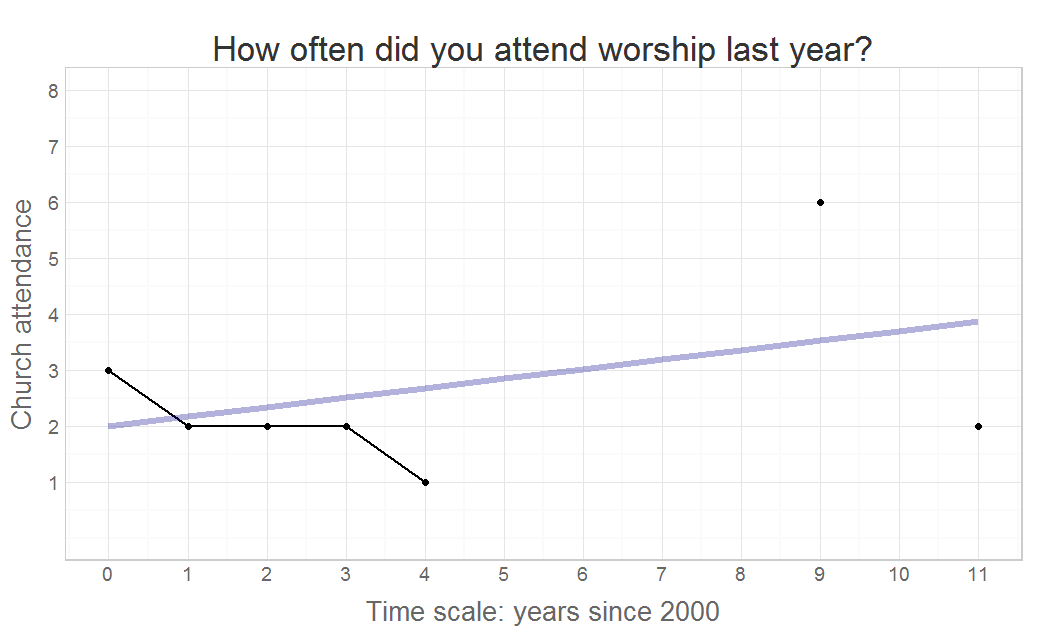 How often did you attend worship last year?
8
7
6
5
4
3
2
1
Church attendance
0 1 2 3 4 5 6 7 8 9 10 11
Time scale: years since 2000